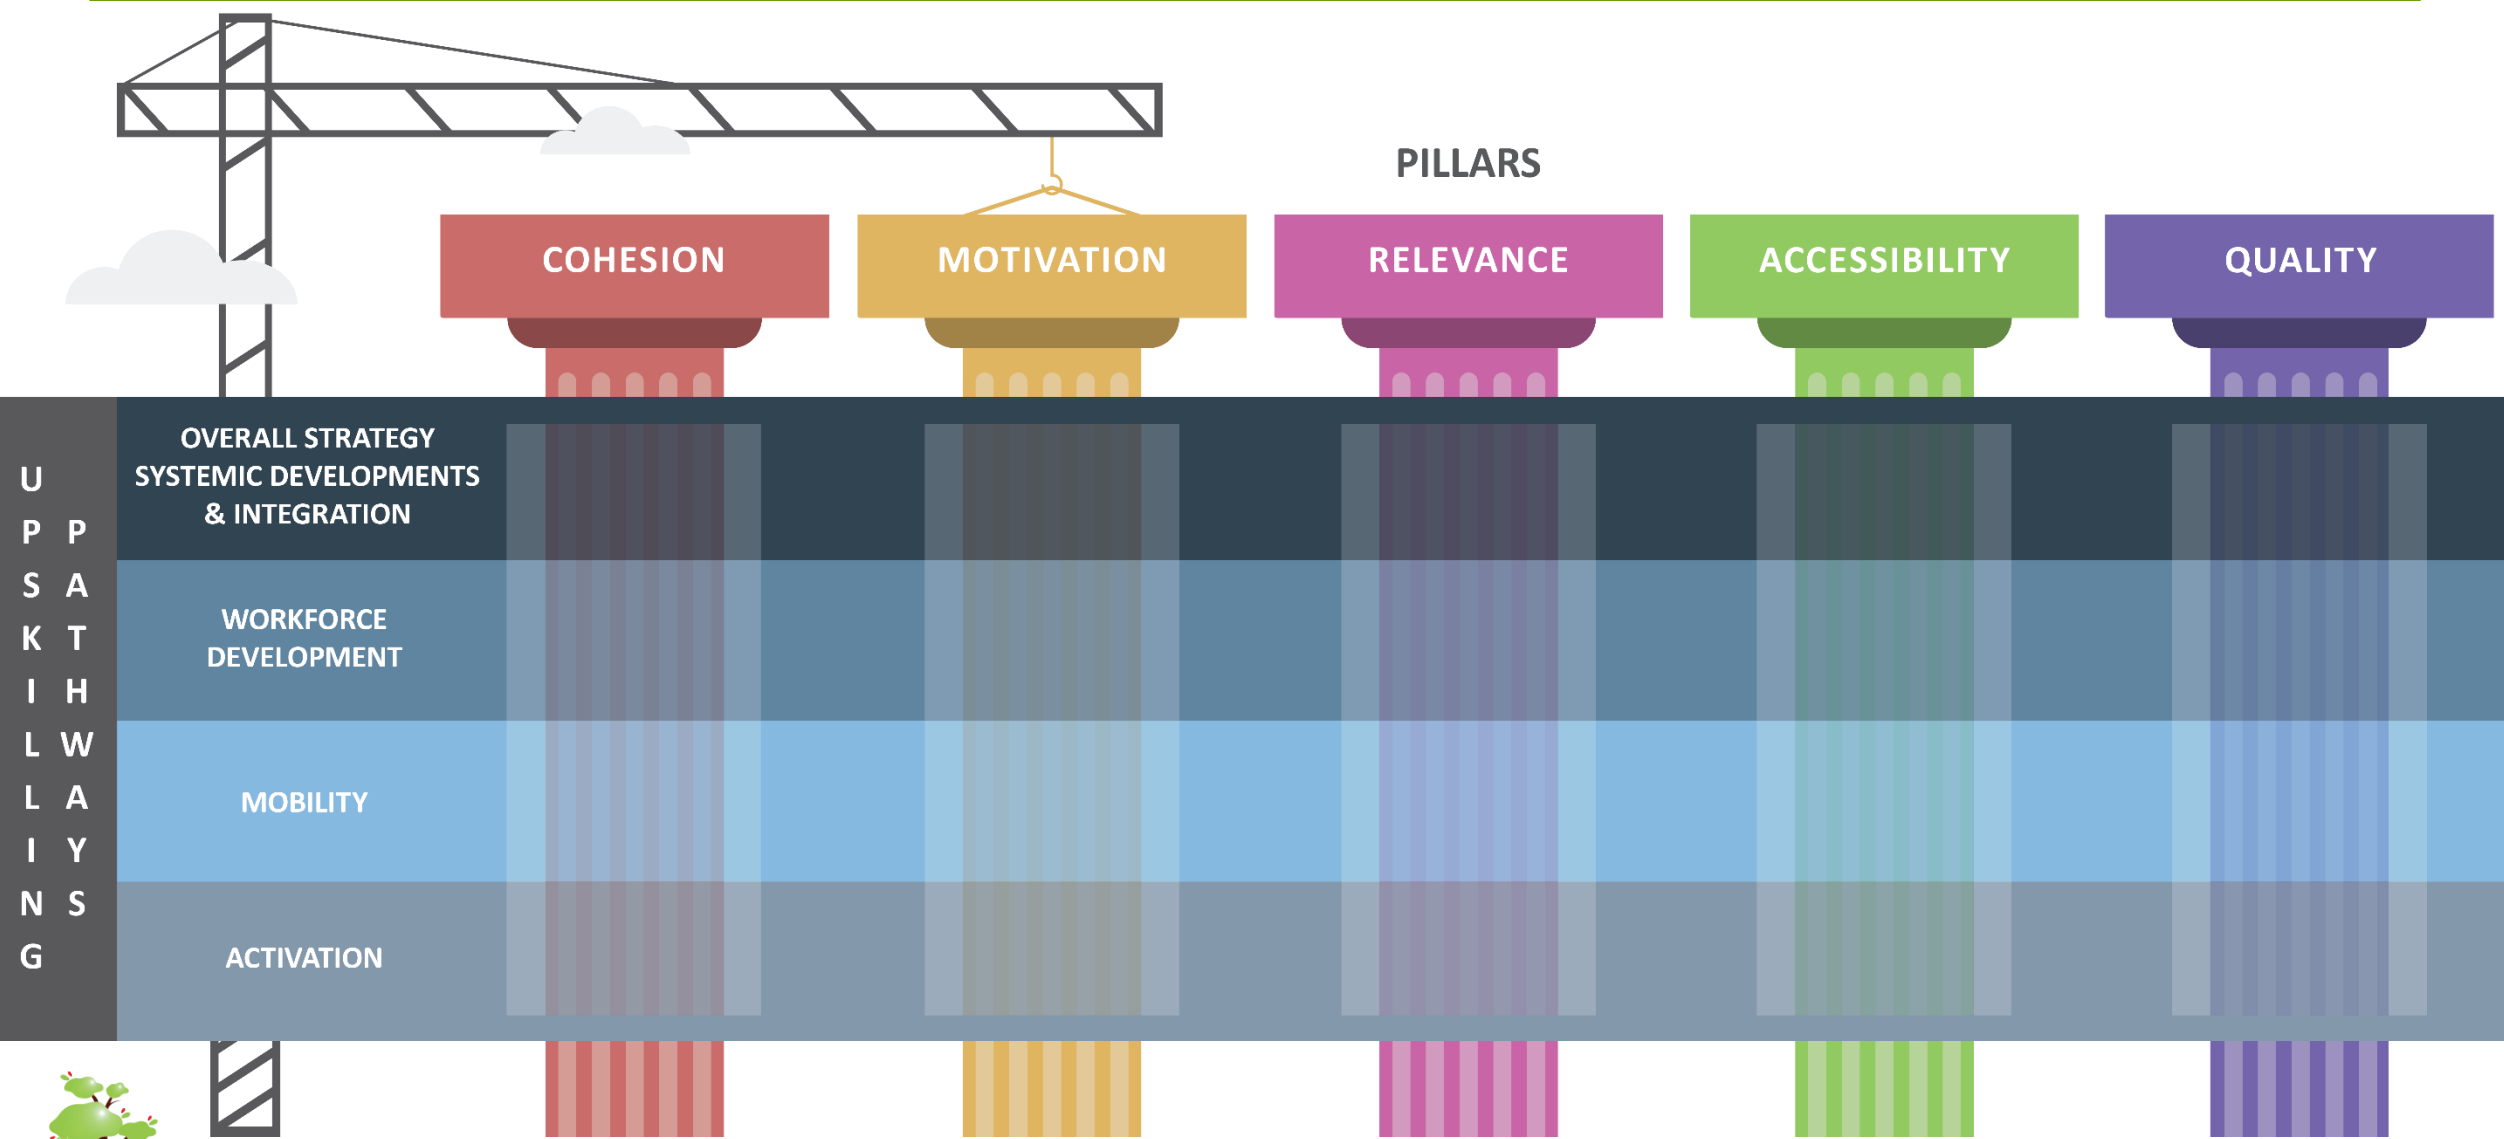 PILLARS
COHESION
MOTIVATION
RELEVANCE
ACCESSIBILITY
QUALITY
UPSKILLING
PATHWAYS
OVERALL STRATEGY
SYSTEMIC DEVELOPMENTS
& INTEGRATION
WORKFORCE
DEVELOPMENT
MOBILITY
ACTIVATION